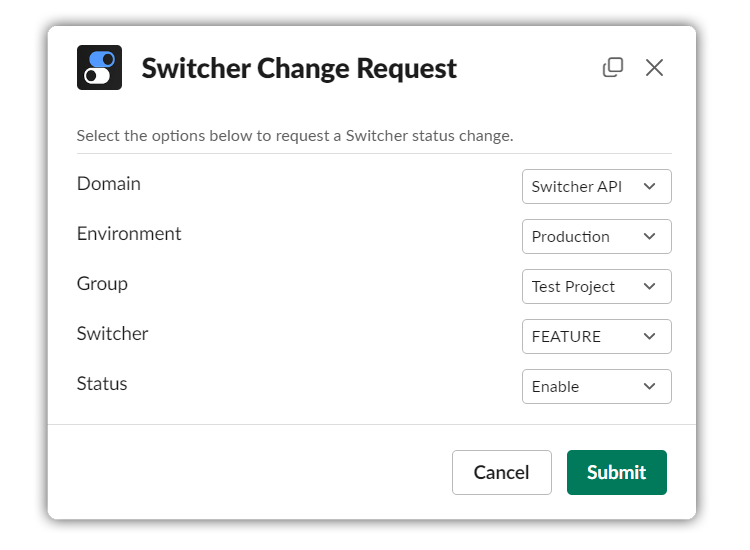 Switcher Change Request
Select the options below to request a Switcher status change.
Domain
Switcher API
Environment
Production
Group
Test Project
Switcher
FEATURE
Status
Enable
Cancel
Submit